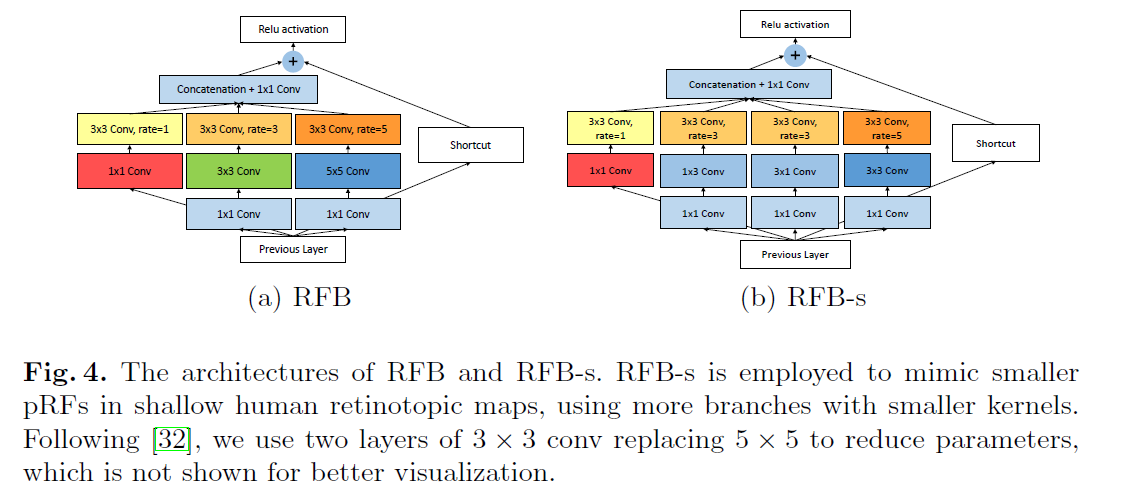 Relu activation
+
Concatenation + 1x1 Conv
3x3 Conv, rate=1
3x3 Conv, rate=3
3x3 Conv, rate=5
Shortcut
1x1 Conv
3x3 Conv
5x5 Conv
1x1 Conv
1x1 Conv
Previous Layer
(a) RFB
Relu activation
+
Concatenation + 1x1 Conv
3x3 Conv,
rate=1
3x3 Conv,
rate=3
3x3 Conv,
rate=3
3x3 Conv,
rate=5
Shortcut
1x1 Conv
1x3 Conv
3x1 Conv
3x3 Conv
1x1 Conv
1x1 Conv
1x1 Conv
Previous Layer
(b) RFB-s
Fig. 4. The architectures of RFB and RFB-s. RFB-s is employed to mimic smaller
pRFs in shallow human retinotopic maps, using more branches with smaller kernels.
Following [32], we use two layers of 3 × 3 conv replacing 5 × 5 to reduce parameters,
which is not shown for better visualization.